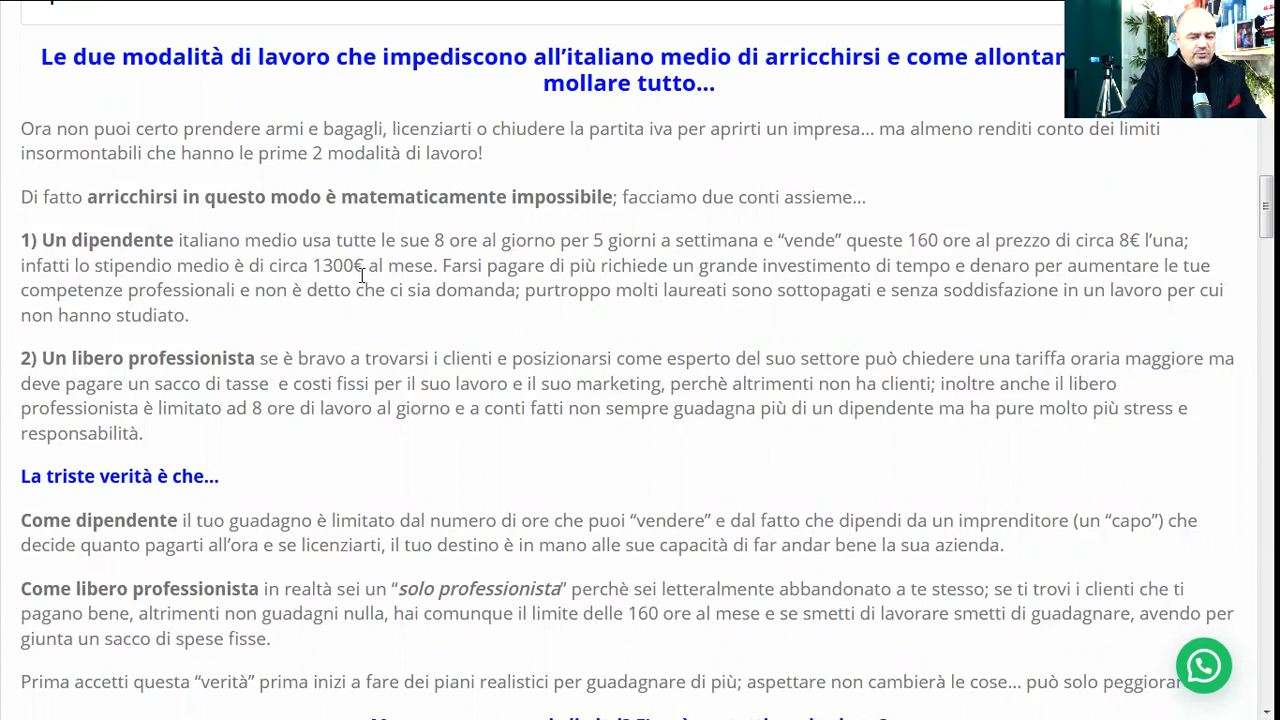 Le due modalità di lavoro che impediscono all’italiano medio di arricchirsi e come
mollare tutto…
Ora non puoi certo prendere armi e bagagli, licenziarti o chiudere la partita iva per aprirti un impresa… ma almeno renditi conto dei limiti
insormontabili che hanno le prime 2 modalità di lavoro!
Di fatto arricchirsi in questo modo è matematicamente impossibile; facciamo due conti assieme…
1) Un dipendente italiano medio usa tutte le sue 8 ore al giorno per 5 giorni a settimana e “vende” queste 160 ore al prezzo di circa 8€ l’una;
infatti lo stipendio medio è di circa 1300€ al mese. Farsi pagare di più richiede un grande investimento di tempo e denaro per aumentare le tue
competenze professionali e non è detto che ci sia domanda; purtroppo molti laureati sono sottopagati e senza soddisfazione in un lavoro per cui
non hanno studiato.
2) Un libero professionista se è bravo a trovarsi i clienti e posizionarsi come esperto del suo settore può chiedere una tariffa oraria maggiore ma
deve pagare un sacco di tasse e costi fissi per il suo lavoro e il suo marketing, perchè altrimenti non ha clienti; inoltre anche il libero
professionista è limitato ad 8 ore di lavoro al giorno e a conti fatti non sempre guadagna più di un dipendente ma ha pure molto più stress e
responsabilità.
La triste verità è che…
Come dipendente il tuo guadagno è limitato dal numero di ore che puoi “vendere” e dal fatto che dipendi da un imprenditore (un “capo”) che
decide quanto pagarti all’ora e se licenziarti, il tuo destino è in mano alle sue capacità di far andar bene la sua azienda.
Come libero professionista in realtà sei un “solo professionista” perchè sei letteralmente abbandonato a te stesso; se ti trovi i clienti che ti
pagano bene, altrimenti non guadagni nulla, hai comunque il limite delle 160 ore al mese e se smetti di lavorare smetti di guadagnare, avendo per
giunta un sacco di spese fisse.
Prima accetti questa “verità” prima inizi a fare dei piani realistici per guadagnare di più; aspettare non cambierà le cose… può solo